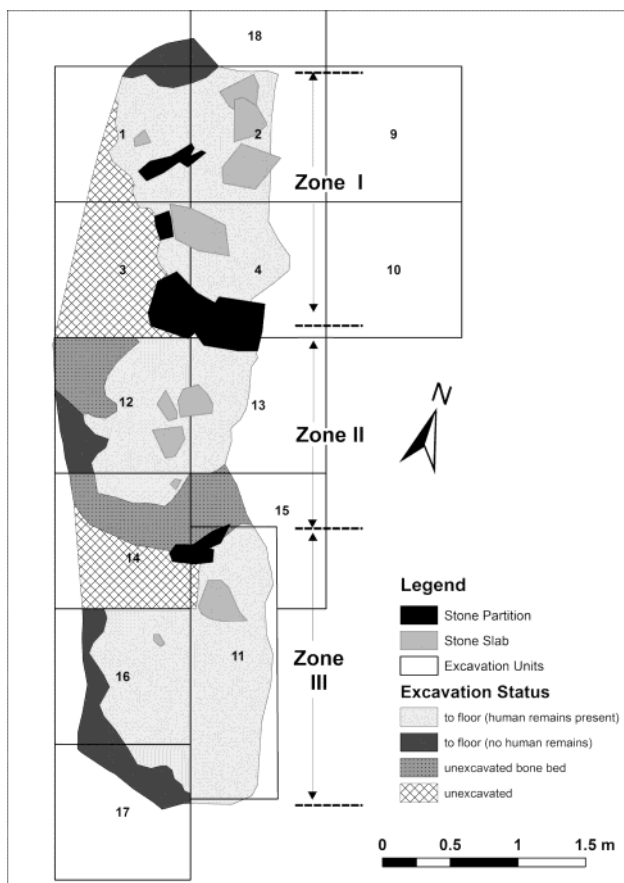 18
1
2
9
Zone I
3
4
10
12
13
N
Zone II
15
14
Legend
Stone Partition
Stone Slab
Excavation Units
Excavation Status
to floor (human remains present)
to floor (no human remains)
unexcavated bone bed
unexcavated
Zone
III
11
16
17
0 0.5 1 1.5 m